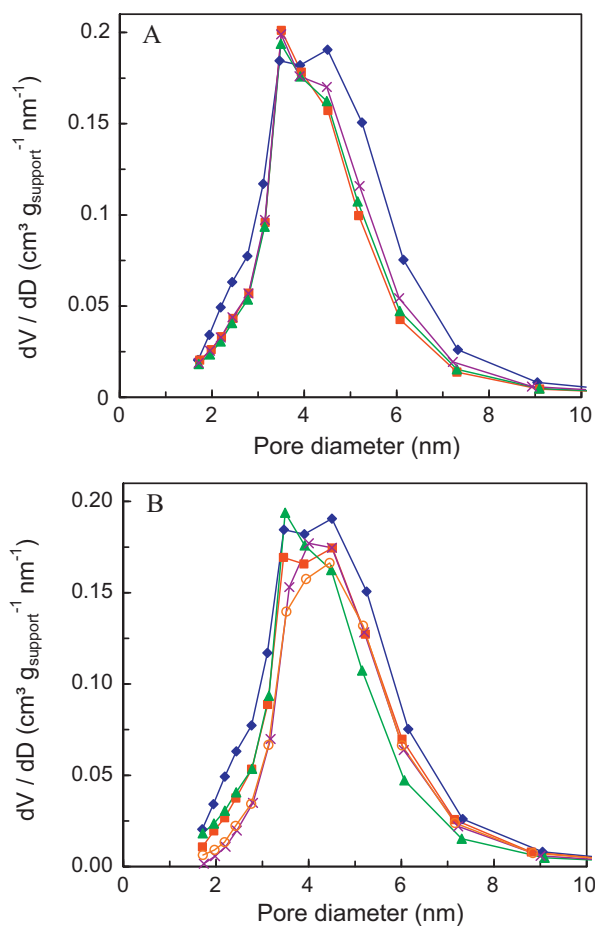 A
0.2
0.15
0.1
0.05
0
dV / dD (cm³ g_support⁻¹ nm⁻¹)
0 2 4 6 8 10
Pore diameter (nm)
B
0.20
0.15
0.10
0.05
0.00
dV / dD (cm³ g_support⁻¹ nm⁻¹)
0 2 4 6 8 10
Pore diameter (nm)